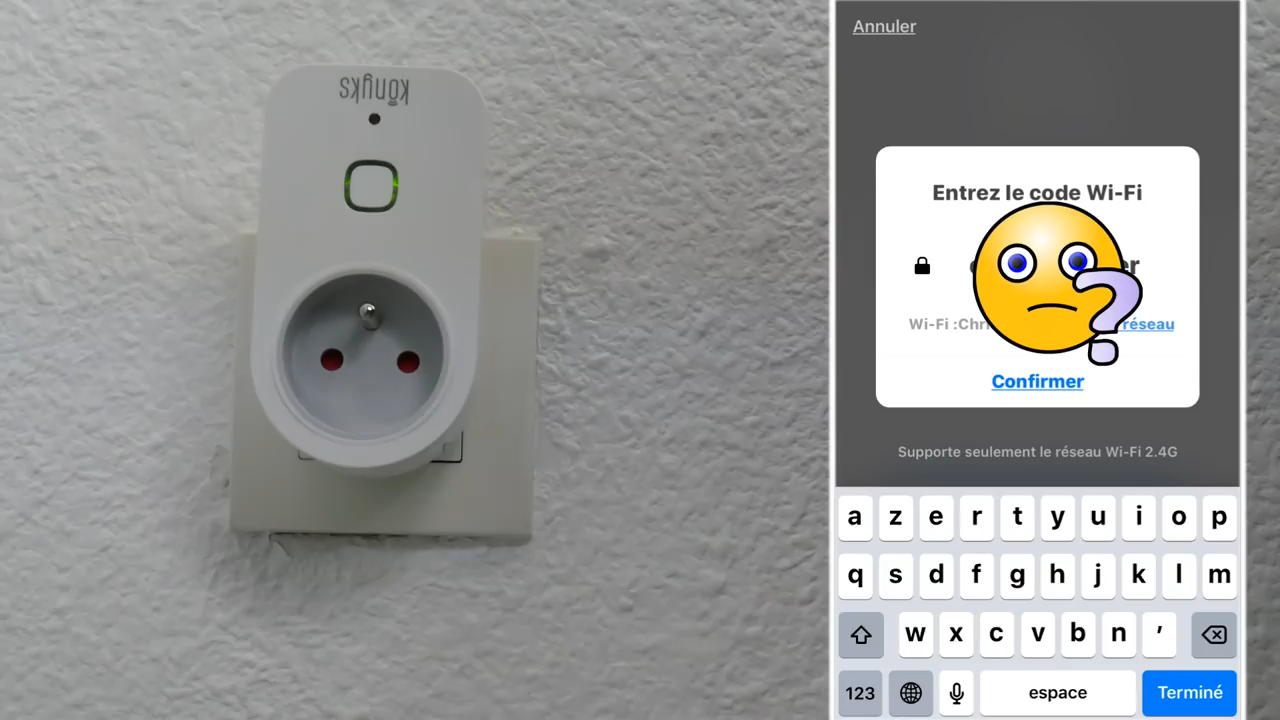 konyks
Annuler
Entrez le code Wi-Fi
Wi-Fi :Chri
réseau
Confirmer
Supporte seulement le réseau Wi-Fi 2.4G
a z e r t y u i o p
q s d f g h j k l m
w x c v b n ’
123 espace Terminé